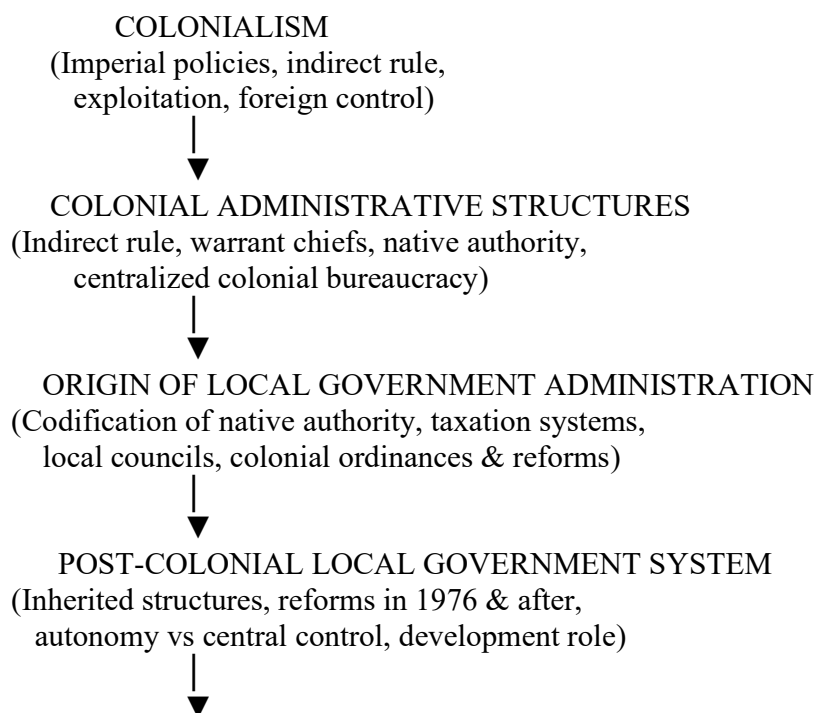 COLONIALISM
(Imperial policies, indirect rule,
exploitation, foreign control)
COLONIAL ADMINISTRATIVE STRUCTURES
(Indirect rule, warrant chiefs, native authority,
centralized colonial bureaucracy)
ORIGIN OF LOCAL GOVERNMENT ADMINISTRATION
(Codification of native authority, taxation systems,
local councils, colonial ordinances & reforms)
POST-COLONIAL LOCAL GOVERNMENT SYSTEM
(Inherited structures, reforms in 1976 & after,
autonomy vs central control, development role)